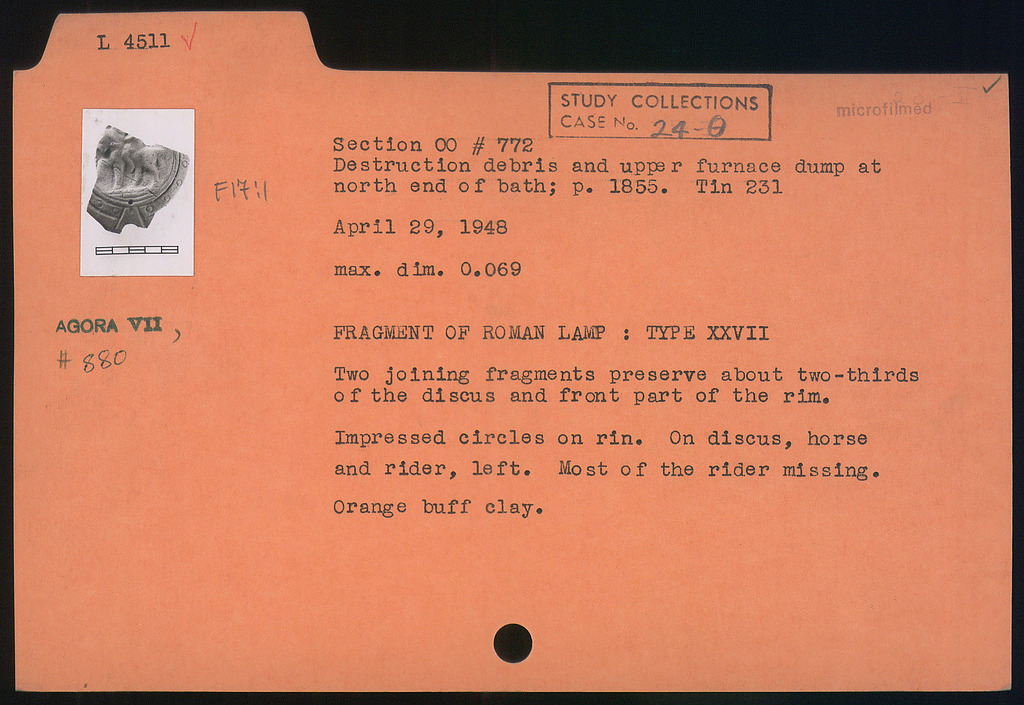 L 4511
STUDY COLLECTIONS
CASE No. 24-θ
microfilmed
Section OO # 772
Destruction debris and upper furnace dump at
north end of bath; p. 1855. Tin 231
F17:1
April 29, 1948
max. dim. 0.069
AGORA VII,
# 880
FRAGMENT OF ROMAN LAMP : TYPE XXVII
Two joining fragments preserve about two-thirds
of the discus and front part of the rim.
Impressed circles on rin. On discus, horse
and rider, left. Most of the rider missing.
Orange buff clay.